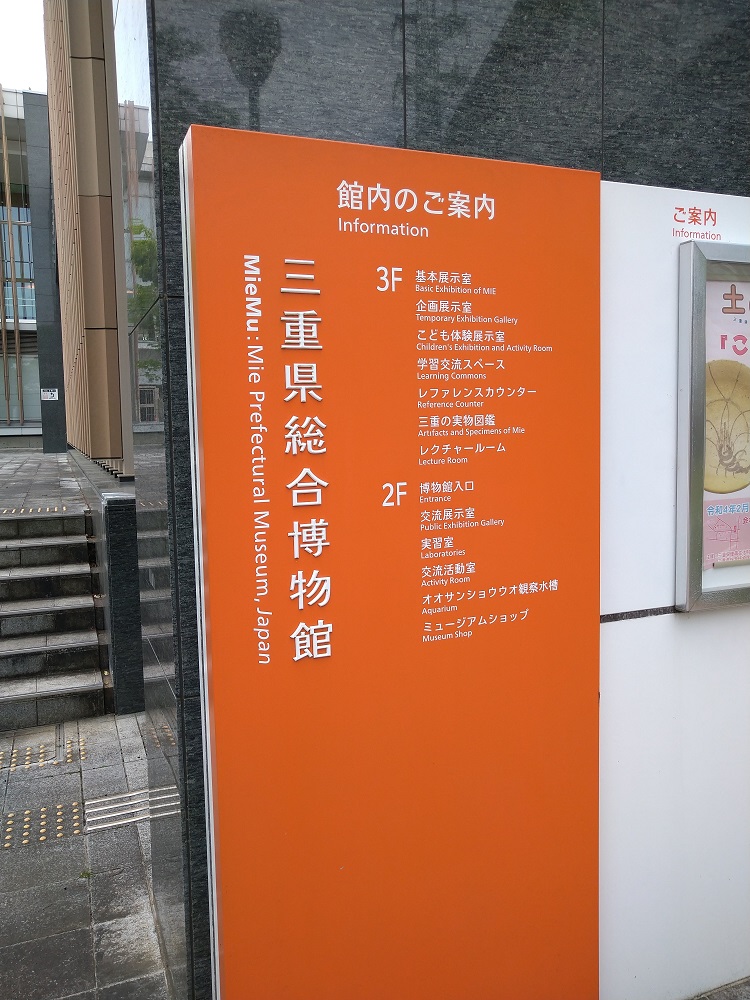 館内のご案内
Information
三重県総合博物館
MieMu: Mie Prefectural Museum, Japan
3F
基本展示室
Basic Exhibition of MIE
企画展示室
Temporary Exhibition Gallery
こども体験展示室
Children's Exhibition and Activity Room
学習交流スペース
Learning Commons
レファレンスカウンター
Reference Counter
三重の実物図鑑
Artifacts and Specimens of Mie
レクチャールーム
Lecture Room
2F
博物館入口
Entrance
交流展示室
Public Exhibition Gallery
実習室
Laboratories
交流活動室
Activity Room
オオサンショウウオ観察水槽
Aquarium
ミュージアムショップ
Museum Shop
ご案内
Information
土
「こ
令和4年2月